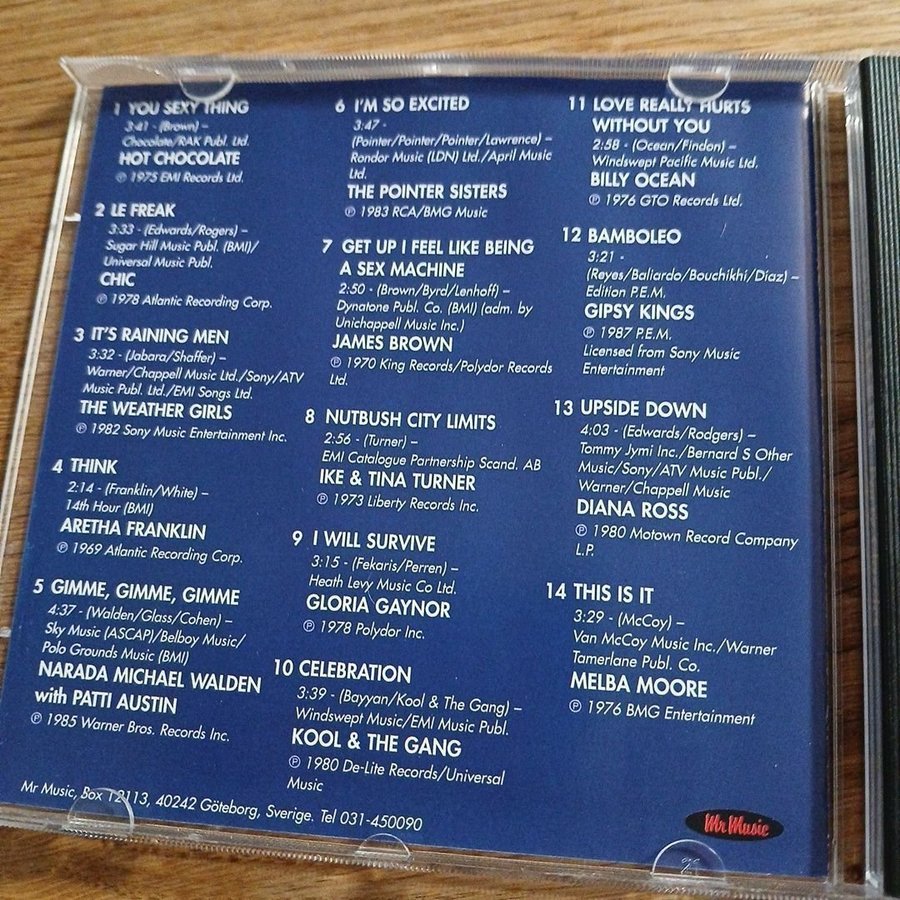 1 YOU SEXY THING
3:41 - (Brown) –
Chocolate/RAK Publ. Ltd.
HOT CHOCOLATE
℗ 1975 EMI Records Ltd.
2 LE FREAK
3:33 - (Edwards/Rogers) –
Sugar Hill Music Publ. (BMI)/
Universal Music Publ.
CHIC
℗ 1978 Atlantic Recording Corp.
3 IT'S RAINING MEN
3:32 - (Jabara/Shaffer) –
Warner/Chappell Music Ltd./Sony/ATV
Music Publ. Ltd./EMI Songs Ltd.
THE WEATHER GIRLS
℗ 1982 Sony Music Entertainment Inc.
4 THINK
2:14 - (Franklin/White) –
14th Hour (BMI)
ARETHA FRANKLIN
℗ 1969 Atlantic Recording Corp.
5 GIMME, GIMME, GIMME
4:37 - (Walden/Glass/Cohen) –
Sky Music (ASCAP)/Belboy Music/
Polo Grounds Music (BMI)
NARADA MICHAEL WALDEN
with PATTI AUSTIN
℗ 1985 Warner Bros. Records Inc.
6 I'M SO EXCITED
3:47 -
(Pointer/Pointer/Pointer/Lawrence) –
Rondor Music (LDN) Ltd./April Music
Ltd.
THE POINTER SISTERS
℗ 1983 RCA/BMG Music
7 GET UP I FEEL LIKE BEING
A SEX MACHINE
2:50 - (Brown/Byrd/Lenhoff) –
Dynatone Publ. Co. (BMI) (adm. by
Unichappell Music Inc.)
JAMES BROWN
℗ 1970 King Records/Polydor Records
Ltd.
8 NUTBUSH CITY LIMITS
2:56 - (Turner) –
EMI Catalogue Partnership Scand. AB
IKE & TINA TURNER
℗ 1973 Liberty Records Inc.
9 I WILL SURVIVE
3:15 - (Fekaris/Perren) –
Heath Levy Music Co Ltd.
GLORIA GAYNOR
℗ 1978 Polydor Inc.
10 CELEBRATION
3:39 - (Bayyan/Kool & The Gang) –
Windswept Music/EMI Music Publ.
KOOL & THE GANG
℗ 1980 De-Lite Records/Universal
Music
11 LOVE REALLY HURTS
WITHOUT YOU
2:58 - (Ocean/Findon) –
Windswept Pacific Music Ltd.
BILLY OCEAN
℗ 1976 GTO Records Ltd.
12 BAMBOLEO
3:21 -
(Reyes/Baliardo/Bouchikhi/Diaz) –
Edition P.E.M.
GIPSY KINGS
℗ 1987 P.E.M.
Licensed from Sony Music
Entertainment
13 UPSIDE DOWN
4:03 - (Edwards/Rodgers) –
Tommy Jymi Inc./Bernard S Other
Music/Sony/ATV Music Publ./
Warner/Chappell Music
DIANA ROSS
℗ 1980 Motown Record Company
L.P.
14 THIS IS IT
3:29 - (McCoy) –
Van McCoy Music Inc./Warner
Tamerlane Publ. Co.
MELBA MOORE
℗ 1976 BMG Entertainment
Mr Music, Box 12113, 40242 Göteborg, Sverige. Tel 031-450090
Mr Music